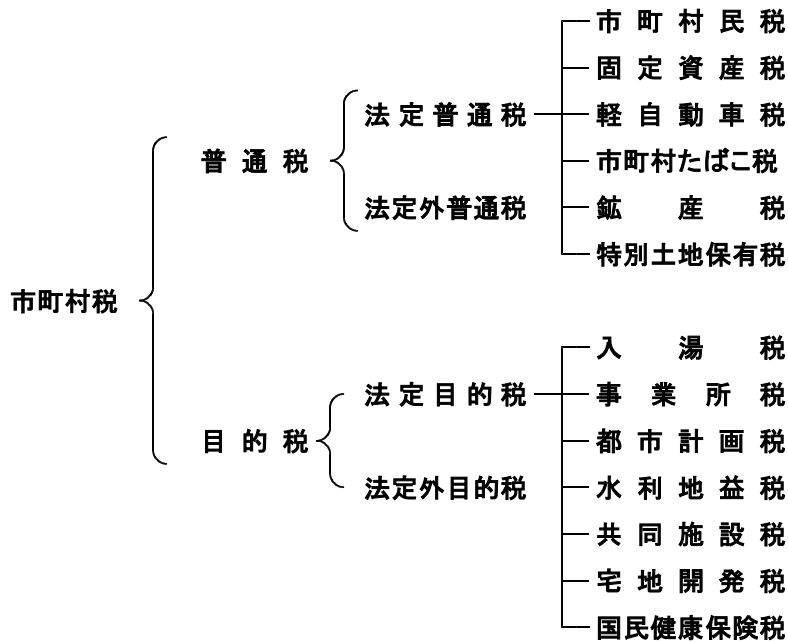 市町村税
普通税
法定普通税
市町村民税
固定資産税
軽自動車税
市町村たばこ税
鉱産税
特別土地保有税
法定外普通税
目的税
法定目的税
入湯税
事業所税
都市計画税
水利地益税
共同施設税
宅地開発税
国民健康保険税
法定外目的税